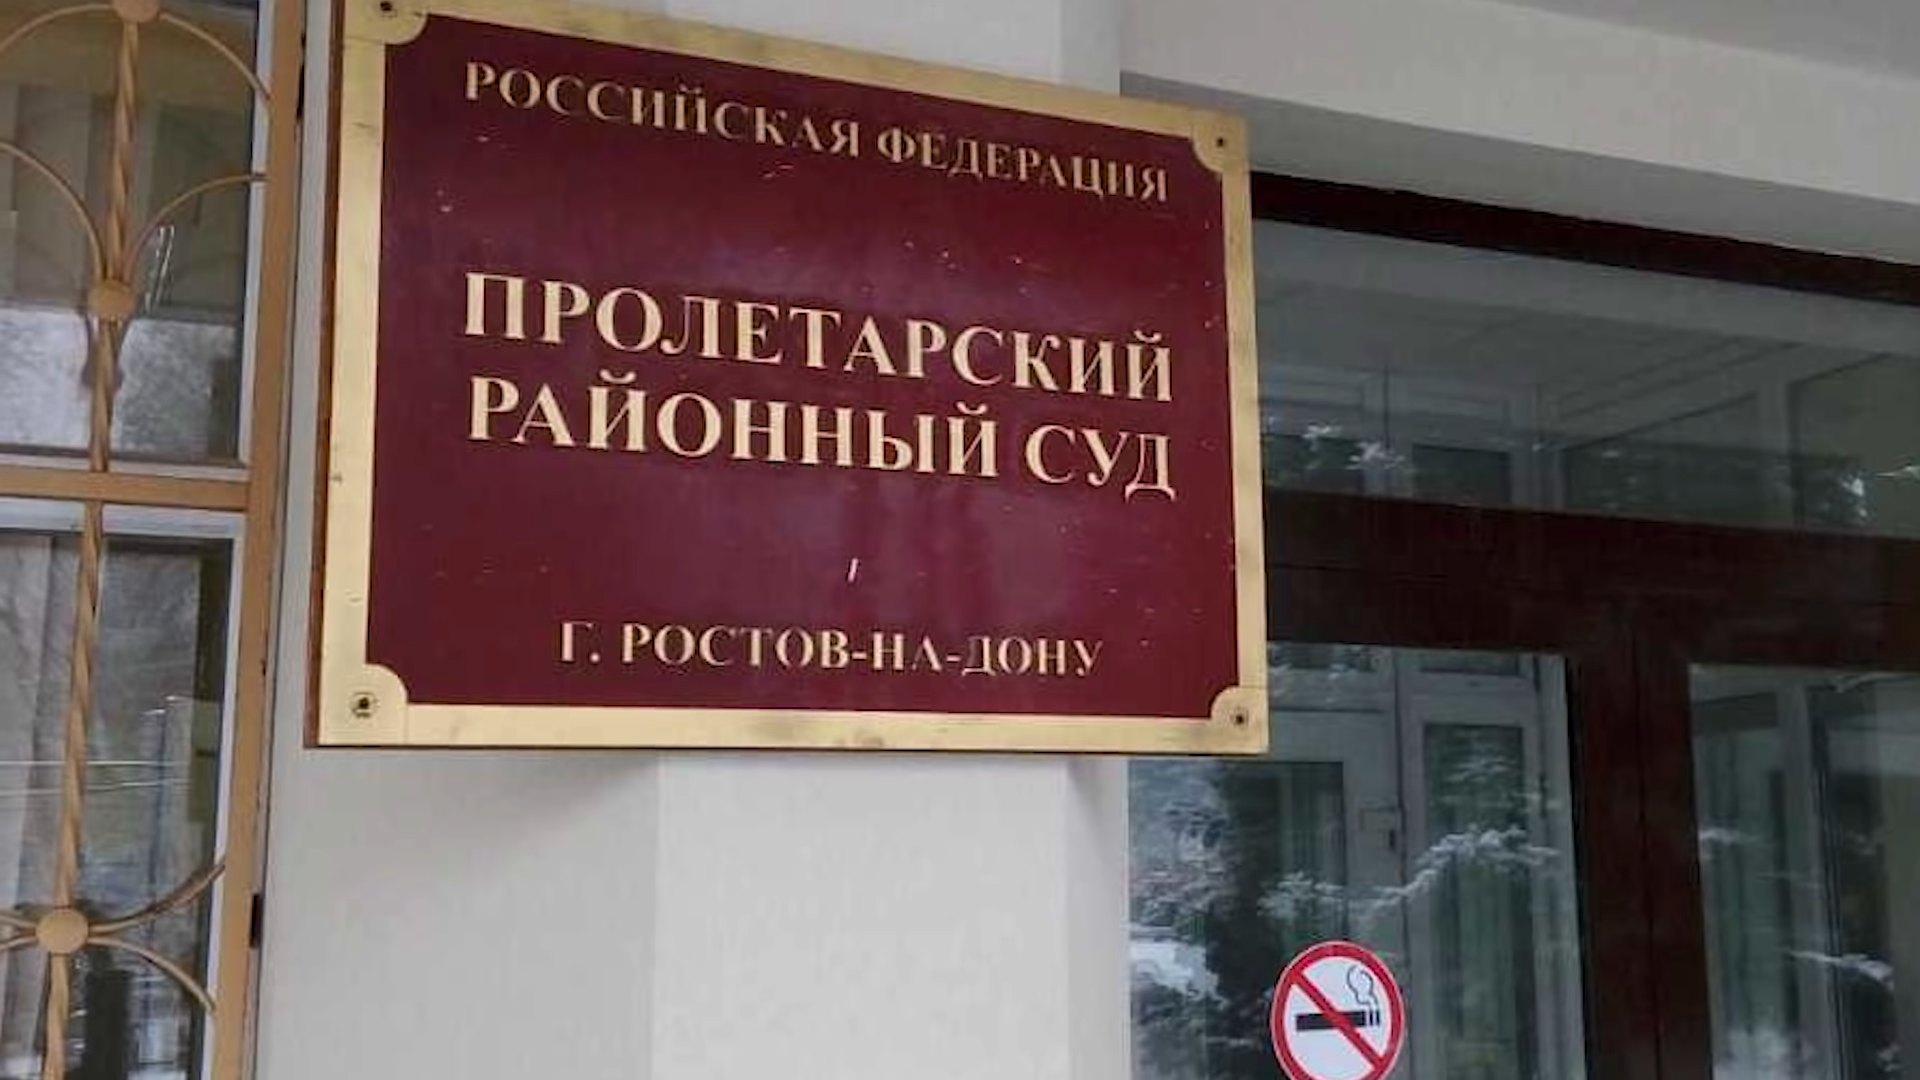 РОССИЙСКАЯ ФЕДЕРАЦИЯ
ПРОЛЕТАРСКИЙ
РАЙОННЫЙ СУД
Г. РОСТОВ-НА-ДОНУ